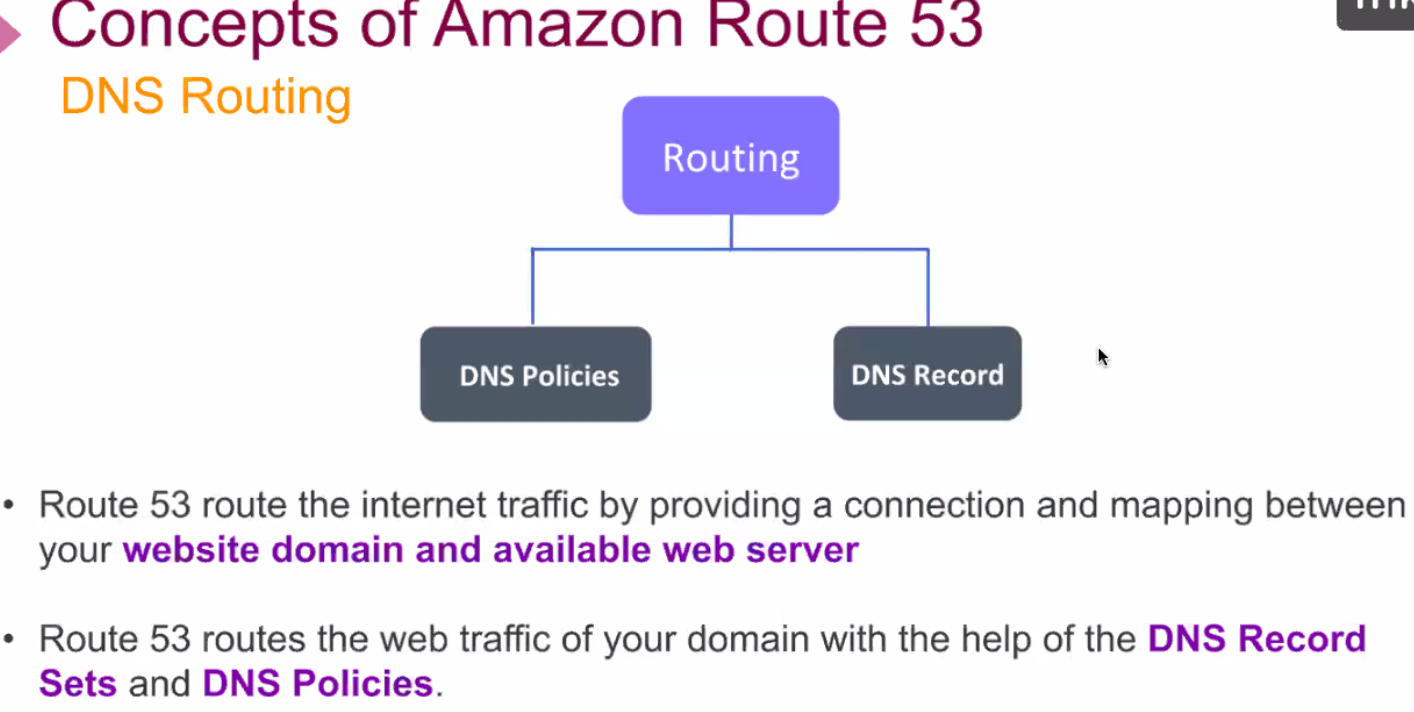 Concepts of Amazon Route 53
DNS Routing
Routing
DNS Policies
DNS Record
• Route 53 route the internet traffic by providing a connection and mapping between
your website domain and available web server
• Route 53 routes the web traffic of your domain with the help of the DNS Record
Sets and DNS Policies.